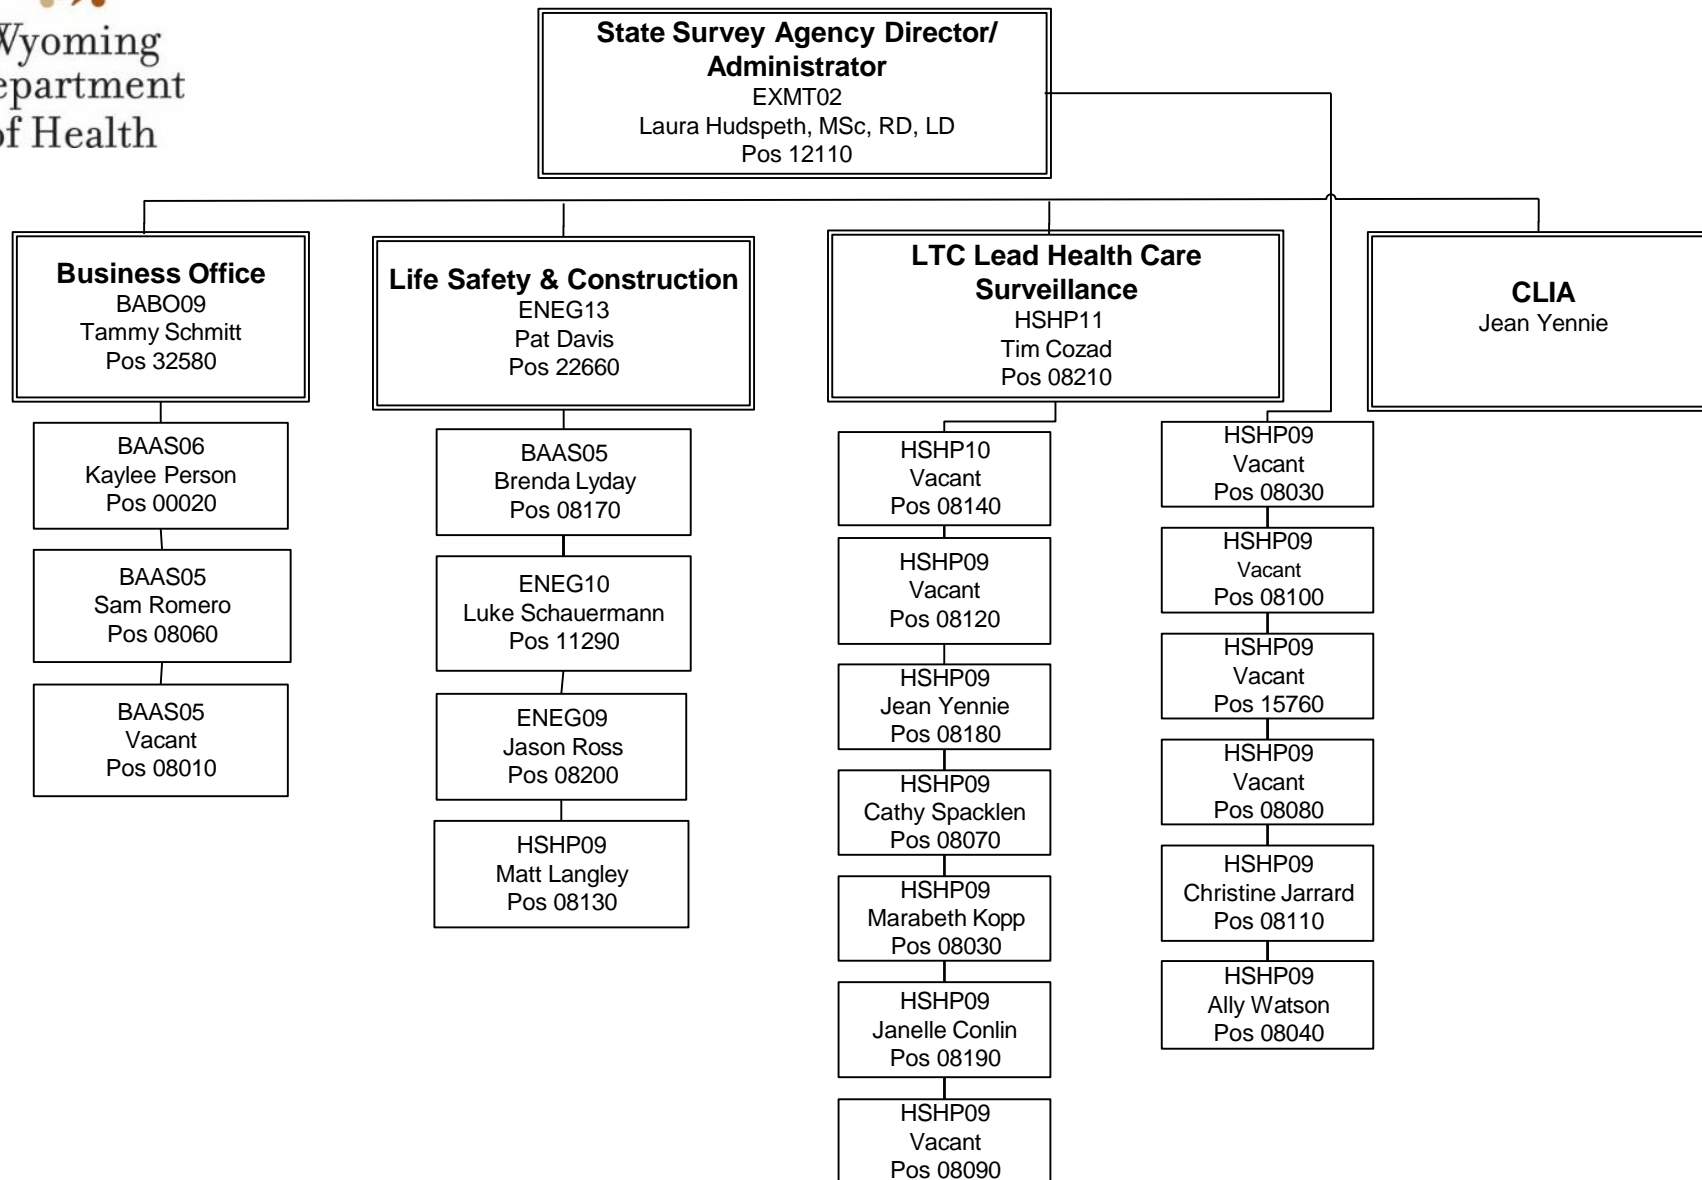 Wyoming
Department
of Health
State Survey Agency Director/
Administrator
EXMT02
Laura Hudspeth, MSc, RD, LD
Pos 12110
Business Office
BABO09
Tammy Schmitt
Pos 32580
BAAS06
Kaylee Person
Pos 00020
BAAS05
Sam Romero
Pos 08060
BAAS05
Vacant
Pos 08010
Life Safety & Construction
ENEG13
Pat Davis
Pos 22660
BAAS05
Brenda Lyday
Pos 08170
ENEG10
Luke Schauermann
Pos 11290
ENEG09
Jason Ross
Pos 08200
HSHP09
Matt Langley
Pos 08130
LTC Lead Health Care
Surveillance
HSHP11
Tim Cozad
Pos 08210
HSHP10
Vacant
Pos 08140
HSHP09
Vacant
Pos 08120
HSHP09
Jean Yennie
Pos 08180
HSHP09
Cathy Spacklen
Pos 08070
HSHP09
Marabeth Kopp
Pos 08030
HSHP09
Janelle Conlin
Pos 08190
HSHP09
Vacant
Pos 08090
HSHP09
Vacant
Pos 08030
HSHP09
Vacant
Pos 08100
HSHP09
Vacant
Pos 15760
HSHP09
Vacant
Pos 08080
HSHP09
Christine Jarrard
Pos 08110
HSHP09
Ally Watson
Pos 08040
CLIA
Jean Yennie